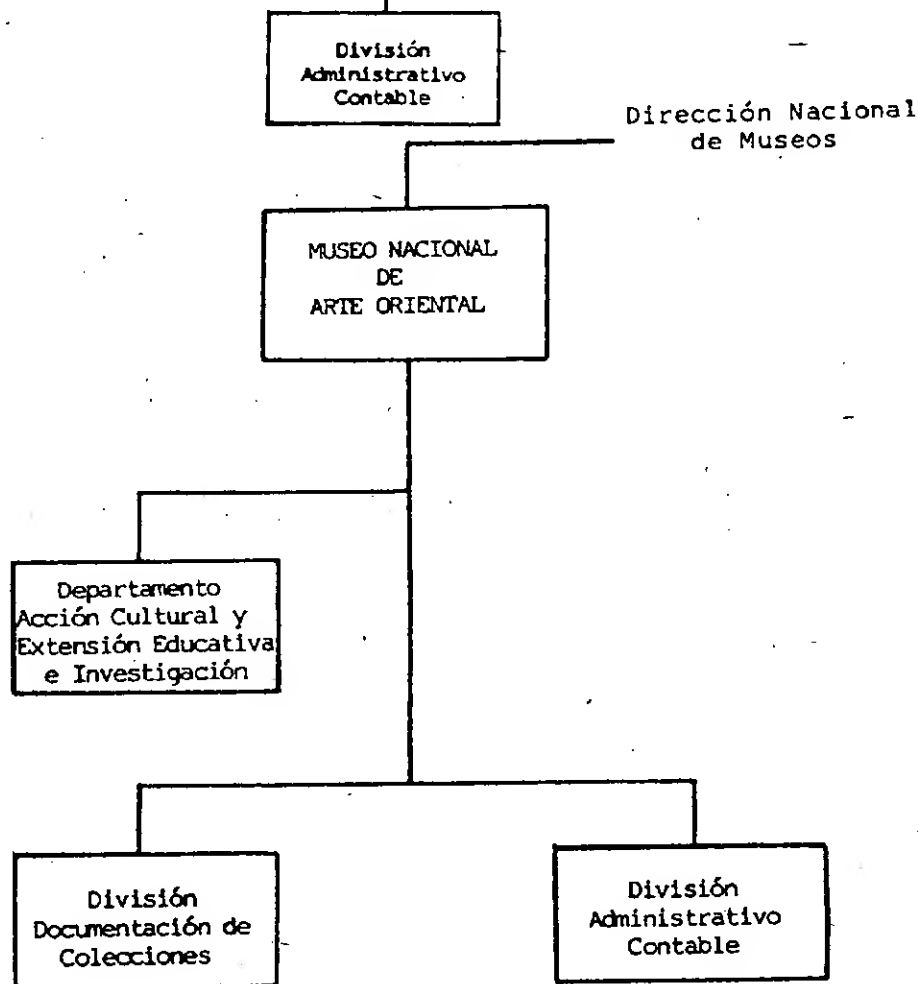 División
Administrativo
Contable
Dirección Nacional
de Museos
MUSEO NACIONAL
DE
ARTE ORIENTAL
Departamento
Acción Cultural y
Extensión Educativa
e Investigación
División
Documentación de
Colecciones
División
Administrativo
Contable